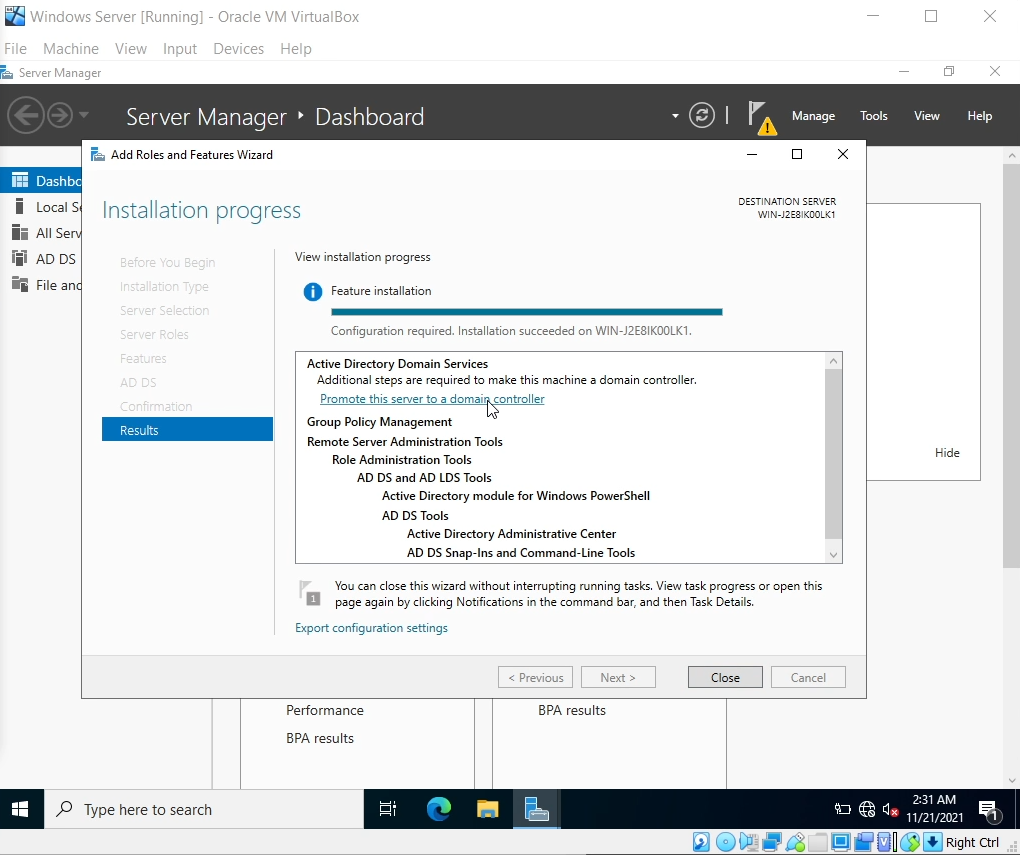 Windows Server [Running] - Oracle VM VirtualBox
File Machine View Input Devices Help
Server Manager
Server Manager ‣ Dashboard
Manage Tools View Help
Add Roles and Features Wizard
Dashbo
Local Se
All Serv
AD DS
File and
Installation progress
DESTINATION SERVER
WIN-J2E8IK00LK1
Before You Begin
Installation Type
Server Selection
Server Roles
Features
AD DS
Confirmation
Results
View installation progress
Feature installation
Configuration required. Installation succeeded on WIN-J2E8IK00LK1.
Active Directory Domain Services
Additional steps are required to make this machine a domain controller.
Promote this server to a domain controller
Group Policy Management
Remote Server Administration Tools
Role Administration Tools
AD DS and AD LDS Tools
Active Directory module for Windows PowerShell
AD DS Tools
Active Directory Administrative Center
AD DS Snap-Ins and Command-Line Tools
Hide
1
You can close this wizard without interrupting running tasks. View task progress or open this
page again by clicking Notifications in the command bar, and then Task Details.
Export configuration settings
< Previous Next > Close Cancel
Performance
BPA results
BPA results
Type here to search
2:31 AM
11/21/2021
1
Right Ctrl